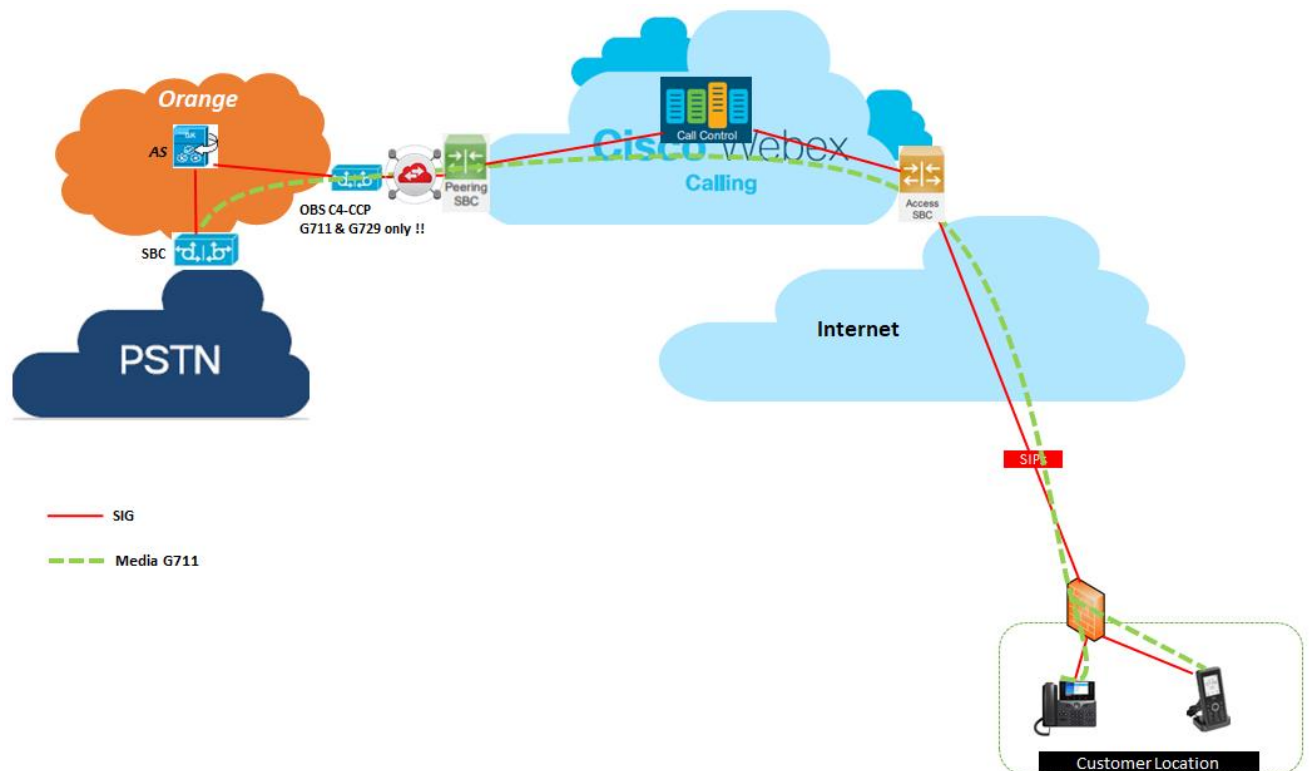 Orange
AS
SBC
PSTN
OBS C4-CCP
G711 & G729 only !!
Peering
SBC
Call Control
Cisco Webex
Calling
Access
SBC
Internet
SIG
Media G711
Customer Location